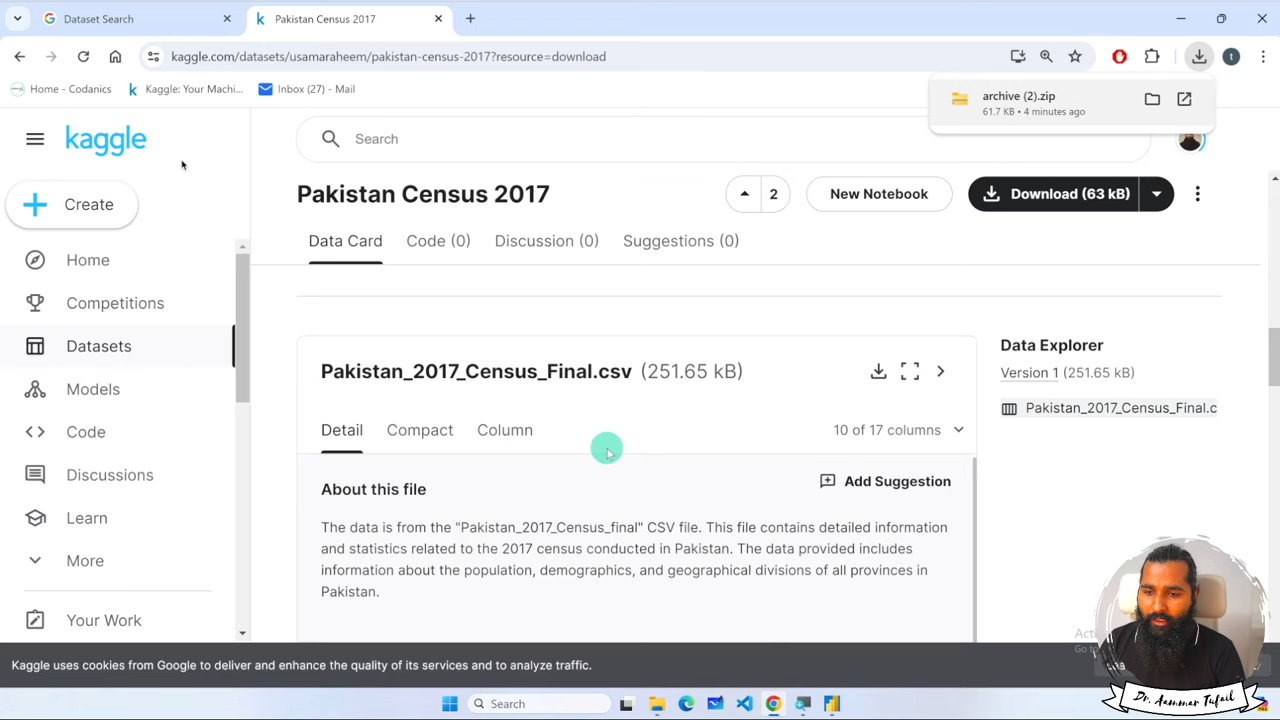 Dataset Search
Pakistan Census 2017
kaggle.com/datasets/usamaraheem/pakistan-census-2017?resource=download
t
Home - Codanics
Kaggle: Your Machi...
Inbox (27) - Mail
archive (2).zip
61.7 KB • 4 minutes ago
kaggle
Search
Create
Pakistan Census 2017
2
New Notebook
Download (63 kB)
Data Card
Code (0)
Discussion (0)
Suggestions (0)
Home
Competitions
Datasets
Models
Code
Discussions
Learn
More
Your Work
Pakistan_2017_Census_Final.csv (251.65 kB)
Detail
Compact
Column
10 of 17 columns
About this file
Add Suggestion
The data is from the "Pakistan_2017_Census_final" CSV file. This file contains detailed information
and statistics related to the 2017 census conducted in Pakistan. The data provided includes
information about the population, demographics, and geographical divisions of all provinces in
Pakistan.
Data Explorer
Version 1 (251.65 kB)
Pakistan_2017_Census_Final.c
Kaggle uses cookies from Google to deliver and enhance the quality of its services and to analyze traffic.
Search
Dr. Aammar Tufail